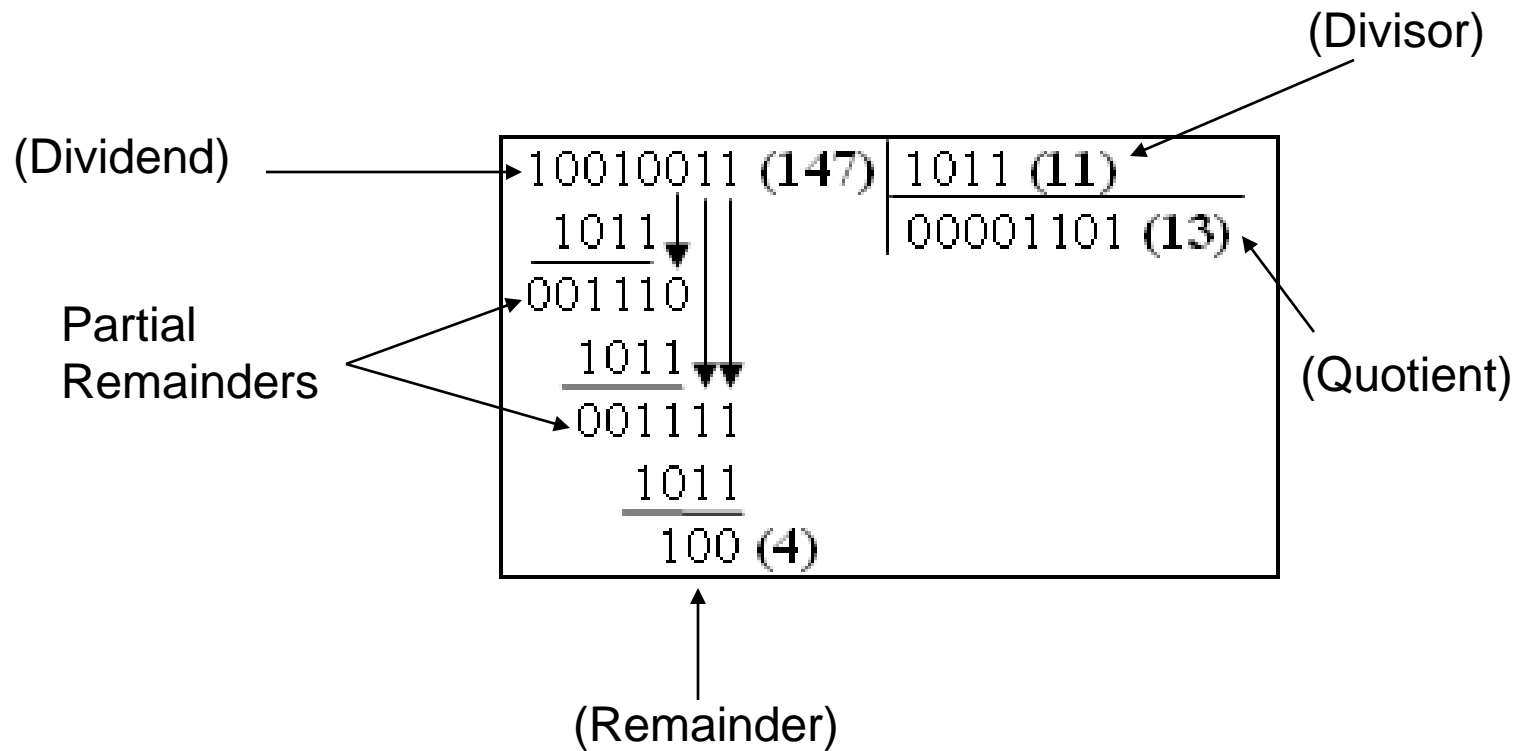 (Divisor)
(Dividend)
10010011 (147) 1011 (11)
1011 00001101 (13)
001110
Partial
Remainders
1011
(Quotient)
001111
1011
100 (4)
(Remainder)